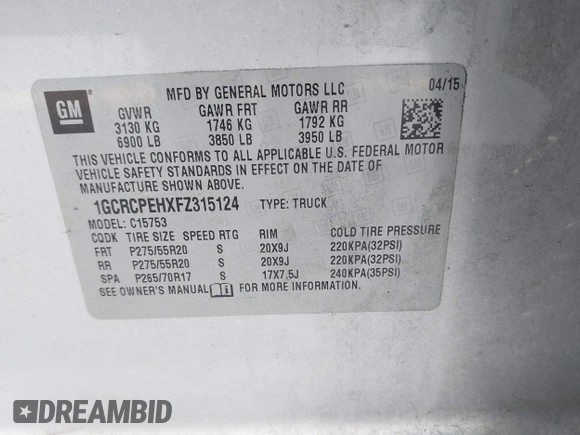 MFD BY GENERAL MOTORS LLC 04/15
GM
GVWR GAWR FRT GAWR RR
3130 KG 1746 KG 1792 KG
6900 LB 3850 LB 3950 LB
THIS VEHICLE CONFORMS TO ALL APPLICABLE U.S. FEDERAL MOTOR
VEHICLE SAFETY STANDARDS IN EFFECT ON THE DATE OF
MANUFACTURE SHOWN ABOVE.
1GCRCPEHXFZ315124 TYPE: TRUCK
MODEL: C15753
CQDK TIRE SIZE SPEED RTG RIM COLD TIRE PRESSURE
FRT P275/55R20 S 20X9J 220KPA(32PSI)
RR P275/55R20 S 20X9J 220KPA(32PSI)
SPA P265/70R17 S 17X7.5J 240KPA(35PSI)
SEE OWNER'S MANUAL FOR MORE INFORMATION.
DREAMBID